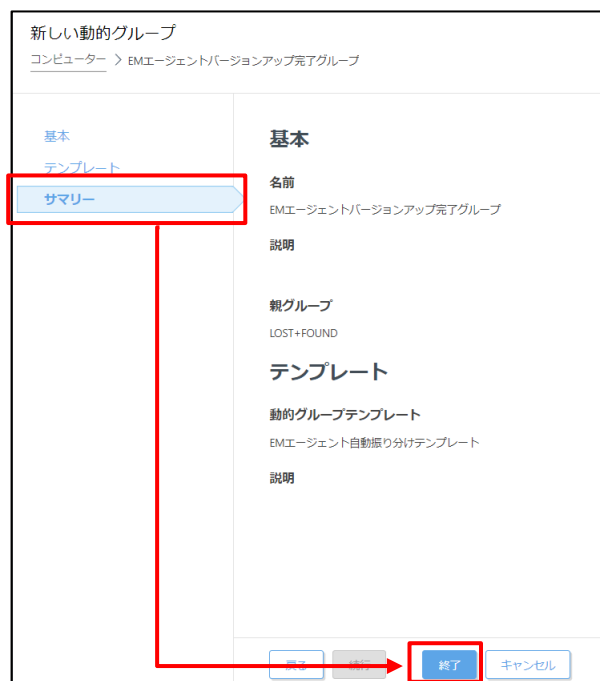 新しい動的グループ
コンピューター > EMエージェントバージョンアップ完了グループ
基本
テンプレート
サマリー
基本
名前
EMエージェントバージョンアップ完了グループ
説明
親グループ
LOST+FOUND
テンプレート
動的グループテンプレート
EMエージェント自動振り分けテンプレート
説明
戻る 続行 終了 キャンセル